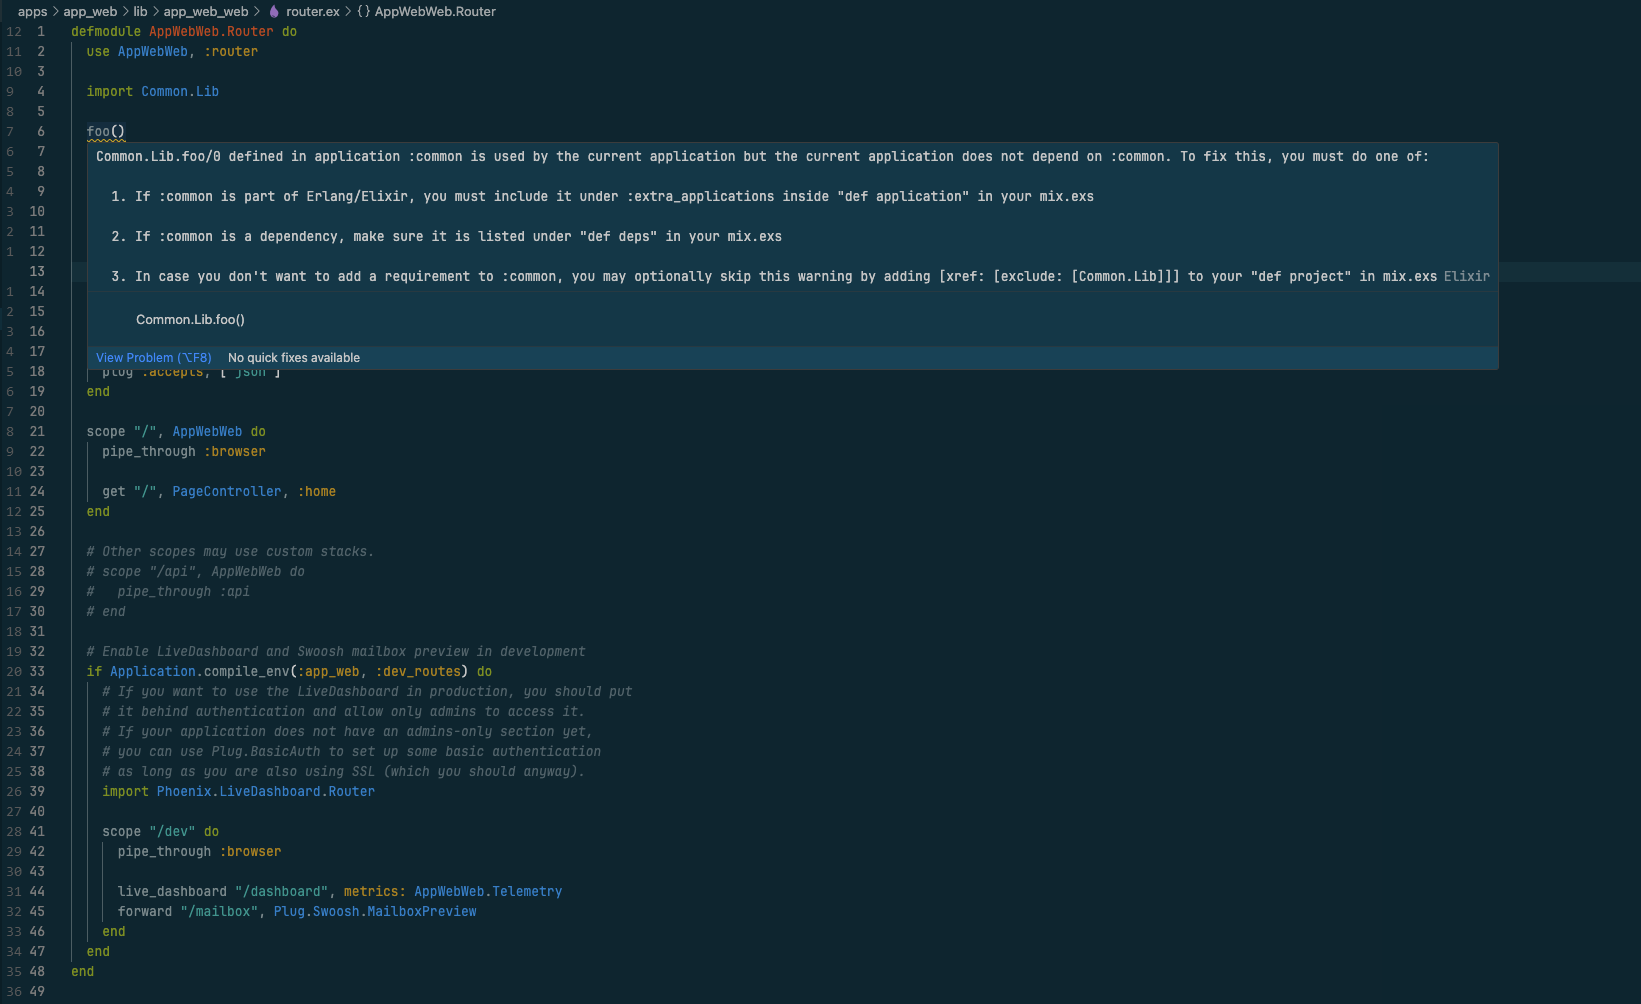 apps > app_web > lib > app_web_web > router.ex > {} AppWebWeb.Router
12 1 defmodule AppWebWeb.Router do
11 2 use AppWebWeb, :router
10 3
9 4 import Common.Lib
8 5
7 6 foo()
6 7
Common.Lib.foo/0 defined in application :common is used by the current application but the current application does not depend on :common. To fix this, you must do one of:
5 8
4 9 1. If :common is part of Erlang/Elixir, you must include it under :extra_applications inside "def application" in your mix.exs
3 10
2 11 2. If :common is a dependency, make sure it is listed under "def deps" in your mix.exs
1 12
13 3. In case you don't want to add a requirement to :common, you may optionally skip this warning by adding [xref: [exclude: [Common.Lib]]] to your "def project" in mix.exs Elixir
1 14
2 15 Common.Lib.foo()
3 16
4 17 View Problem (⌥F8) No quick fixes available
5 18 plug :accepts, ["json"]
6 19 end
7 20
8 21 scope "/", AppWebWeb do
9 22 pipe_through :browser
10 23
11 24 get "/", PageController, :home
12 25 end
13 26
14 27 # Other scopes may use custom stacks.
15 28 # scope "/api", AppWebWeb do
16 29 #   pipe_through :api
17 30 # end
18 31
19 32 # Enable LiveDashboard and Swoosh mailbox preview in development
20 33 if Application.compile_env(:app_web, :dev_routes) do
21 34 # If you want to use the LiveDashboard in production, you should put
22 35 # it behind authentication and allow only admins to access it.
23 36 # If your application does not have an admins-only section yet,
24 37 # you can use Plug.BasicAuth to set up some basic authentication
25 38 # as long as you are also using SSL (which you should anyway).
26 39 import Phoenix.LiveDashboard.Router
27 40
28 41 scope "/dev" do
29 42 pipe_through :browser
30 43
31 44 live_dashboard "/dashboard", metrics: AppWebWeb.Telemetry
32 45 forward "/mailbox", Plug.Swoosh.MailboxPreview
33 46 end
34 47 end
35 48 end
36 49